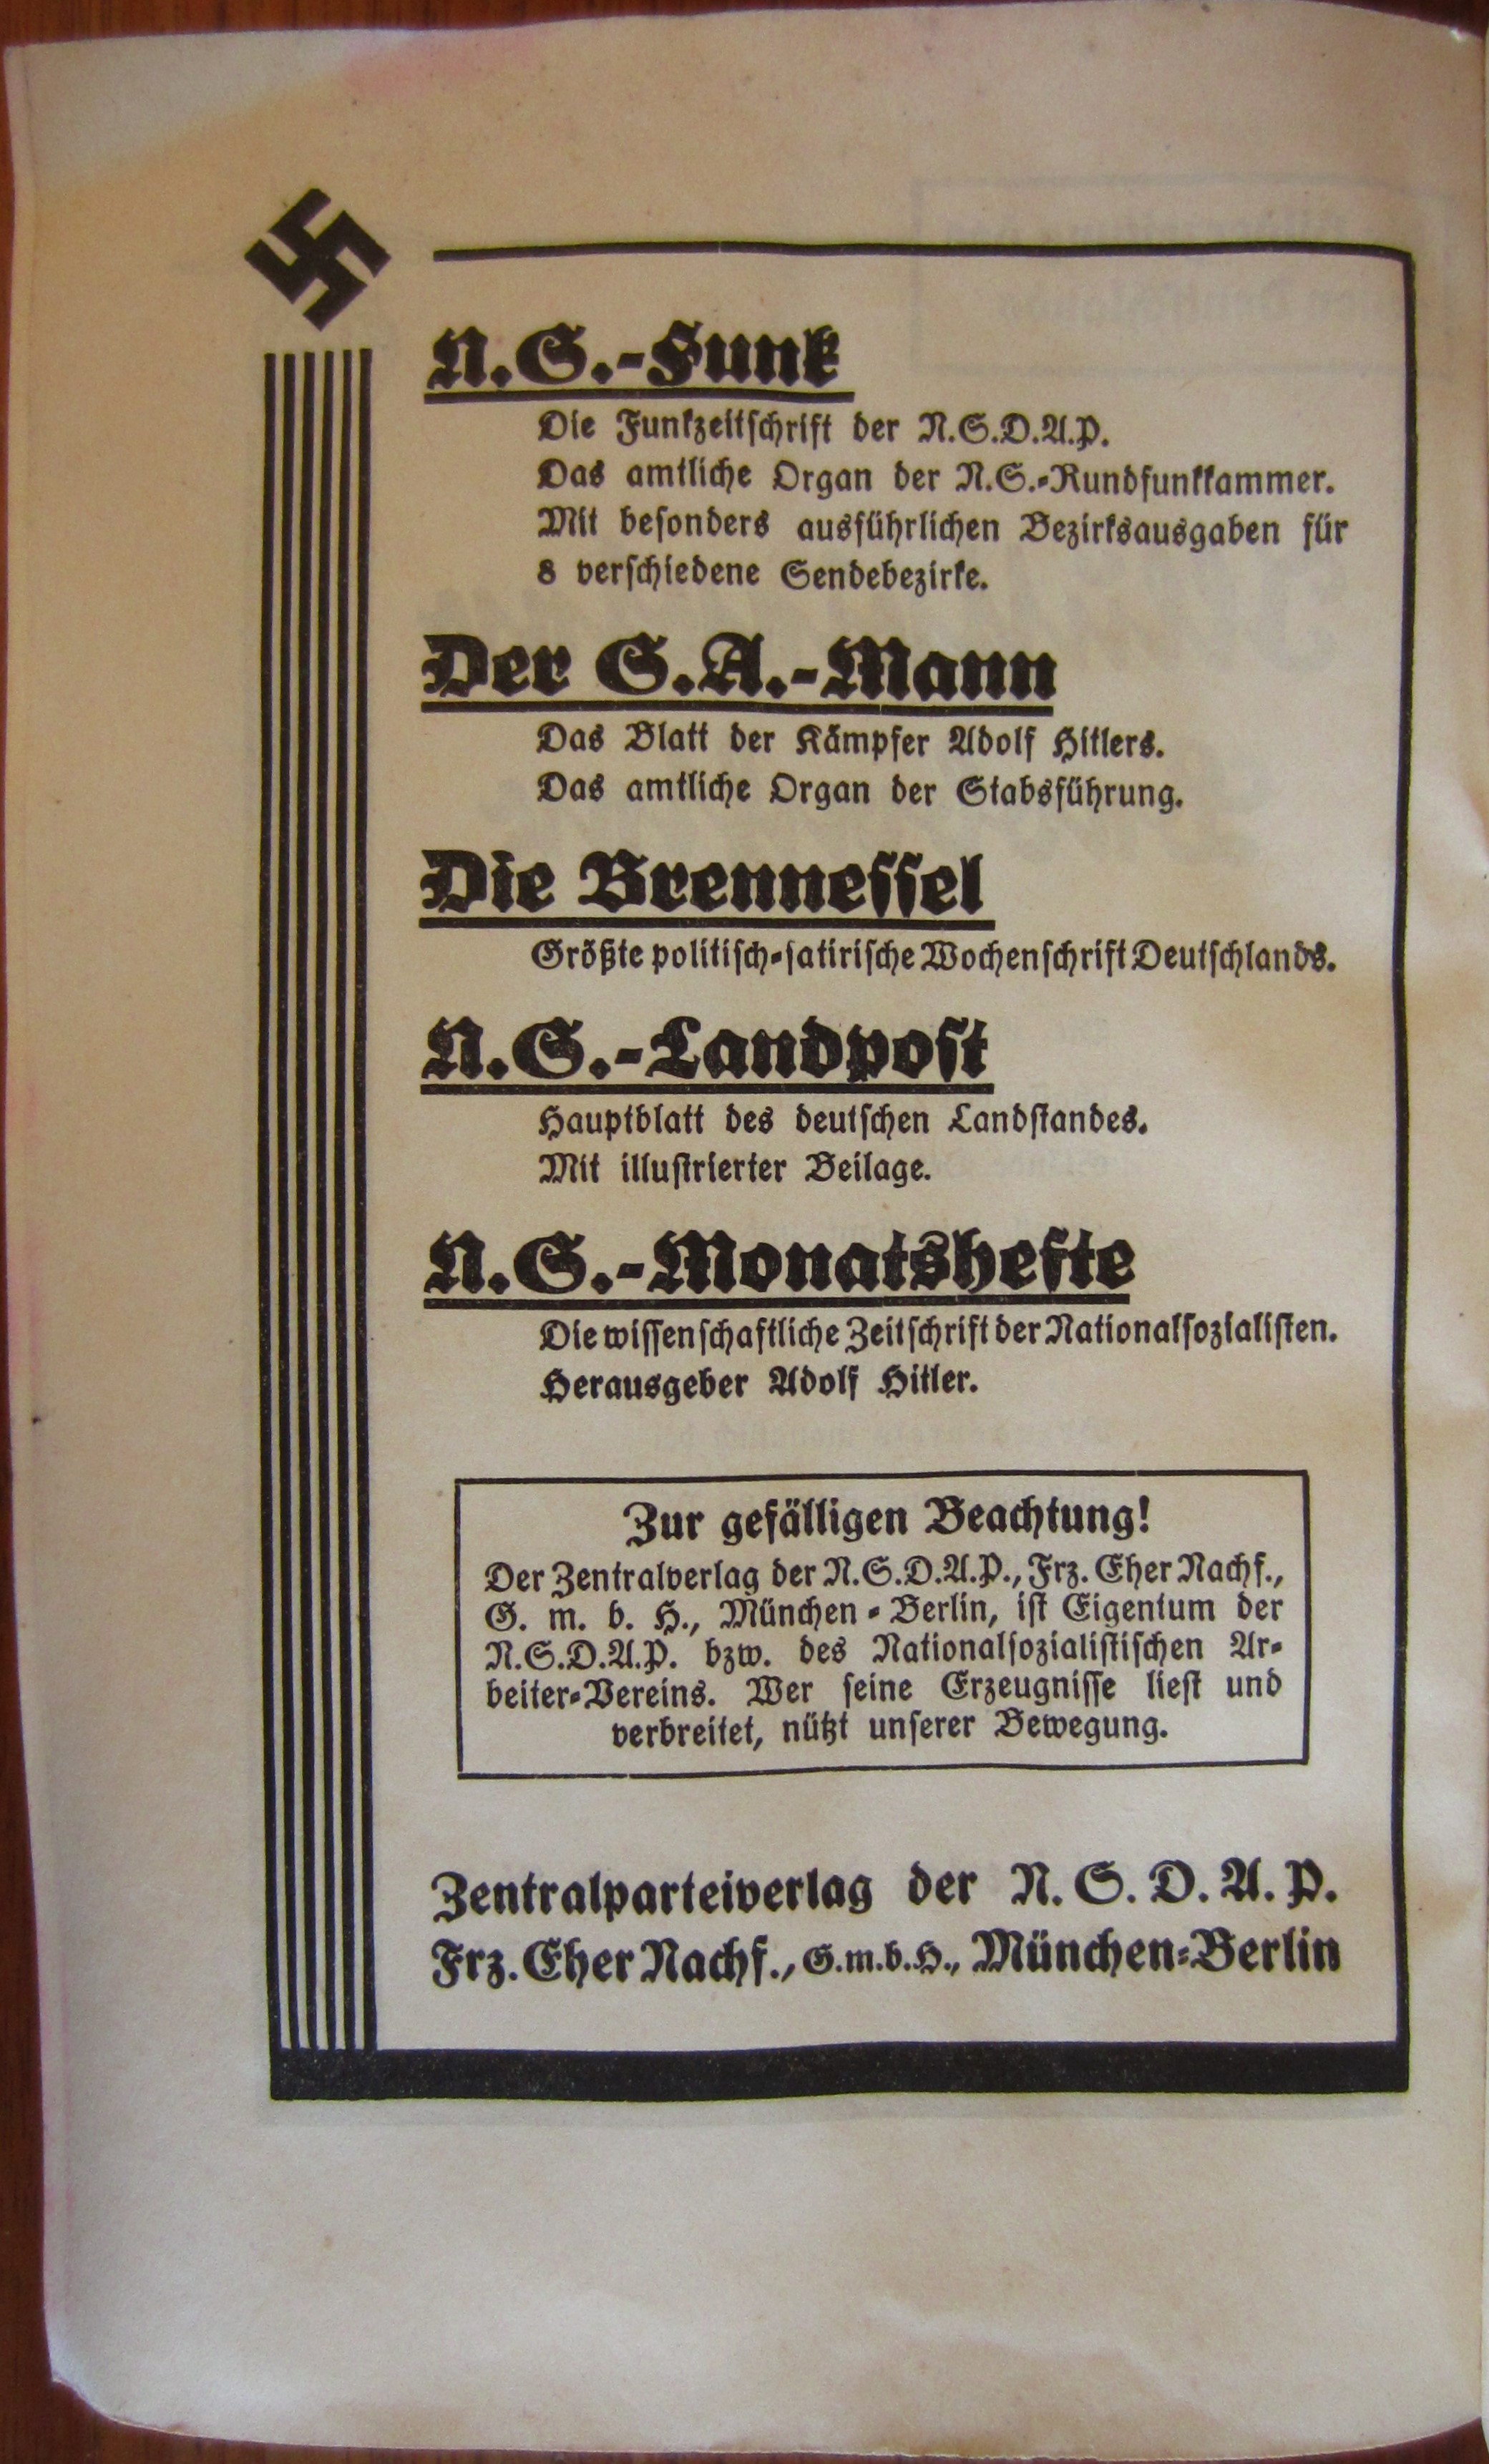 N.S.-Funk
Die Funkzeitschrift der N.S.D.A.P.
Das amtliche Organ der N.S.-Rundfunkkammer.
Mit besonders ausführlichen Bezirksausgaben für
8 verschiedene Sendebezirke.
Der S.A.-Mann
Das Blatt der Kämpfer Adolf Hitlers.
Das amtliche Organ der Stabsführung.
Die Brennessel
Größte politisch-satirische Wochenschrift Deutschlands.
N.S.-Landpost
Hauptblatt des deutschen Landstandes.
Mit illustrierter Beilage.
N.S.-Monatshefte
Die wissenschaftliche Zeitschrift der Nationalsozialisten.
Herausgeber Adolf Hitler.
Zur gefälligen Beachtung!
Der Zentralverlag der N.S.D.A.P., Frz. Eher Nachf.,
G. m. b. H., München-Berlin, ist Eigentum der
N.S.D.A.P. bzw. des Nationalsozialistischen Ar-
beiter-Vereins. Wer seine Erzeugnisse liest und
verbreitet, nützt unserer Bewegung.
Zentralparteiverlag der N. S. D. A. P.
Frz. Eher Nachf., G.m.b.H., München-Berlin